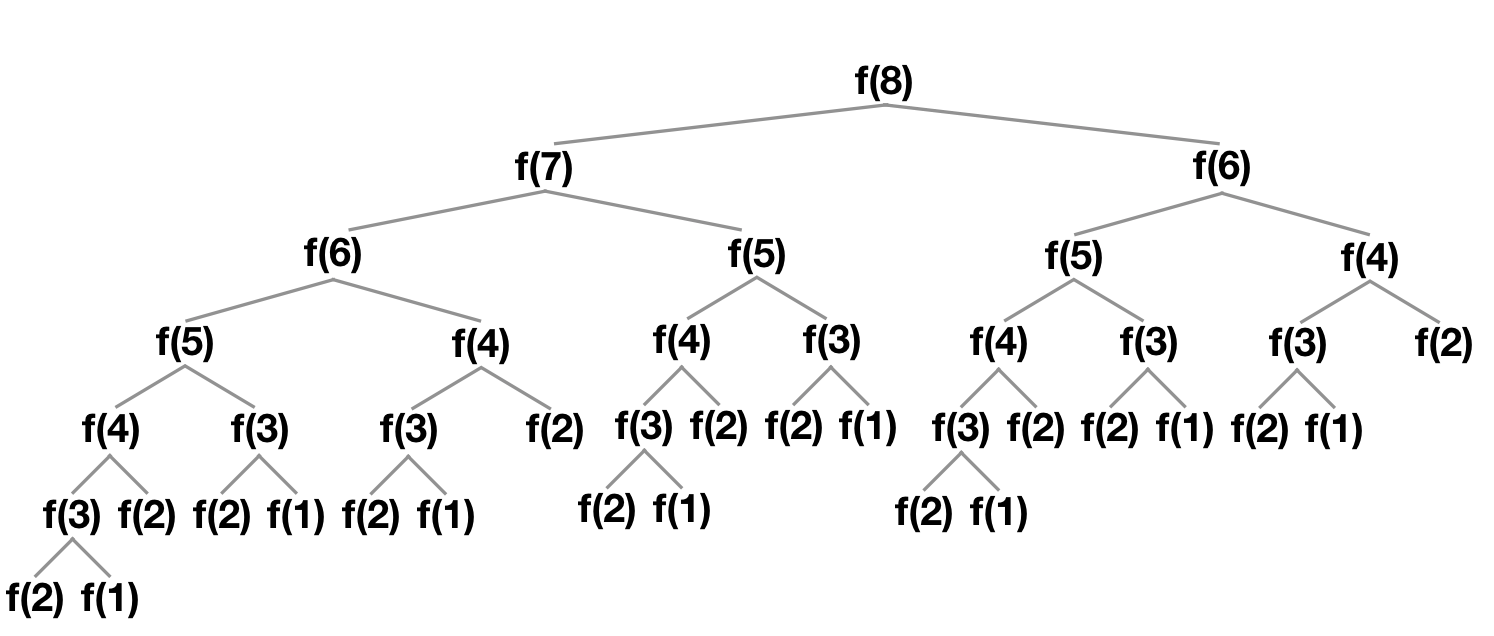 f(8)
f(7) f(6)
f(6) f(5) f(5) f(4)
f(5) f(4) f(4) f(3) f(4) f(3) f(3) f(2)
f(4) f(3) f(3) f(2) f(3) f(2) f(2) f(1) f(3) f(2) f(2) f(1) f(2) f(1)
f(3) f(2) f(2) f(1) f(2) f(1) f(2) f(1) f(2) f(1)
f(2) f(1)